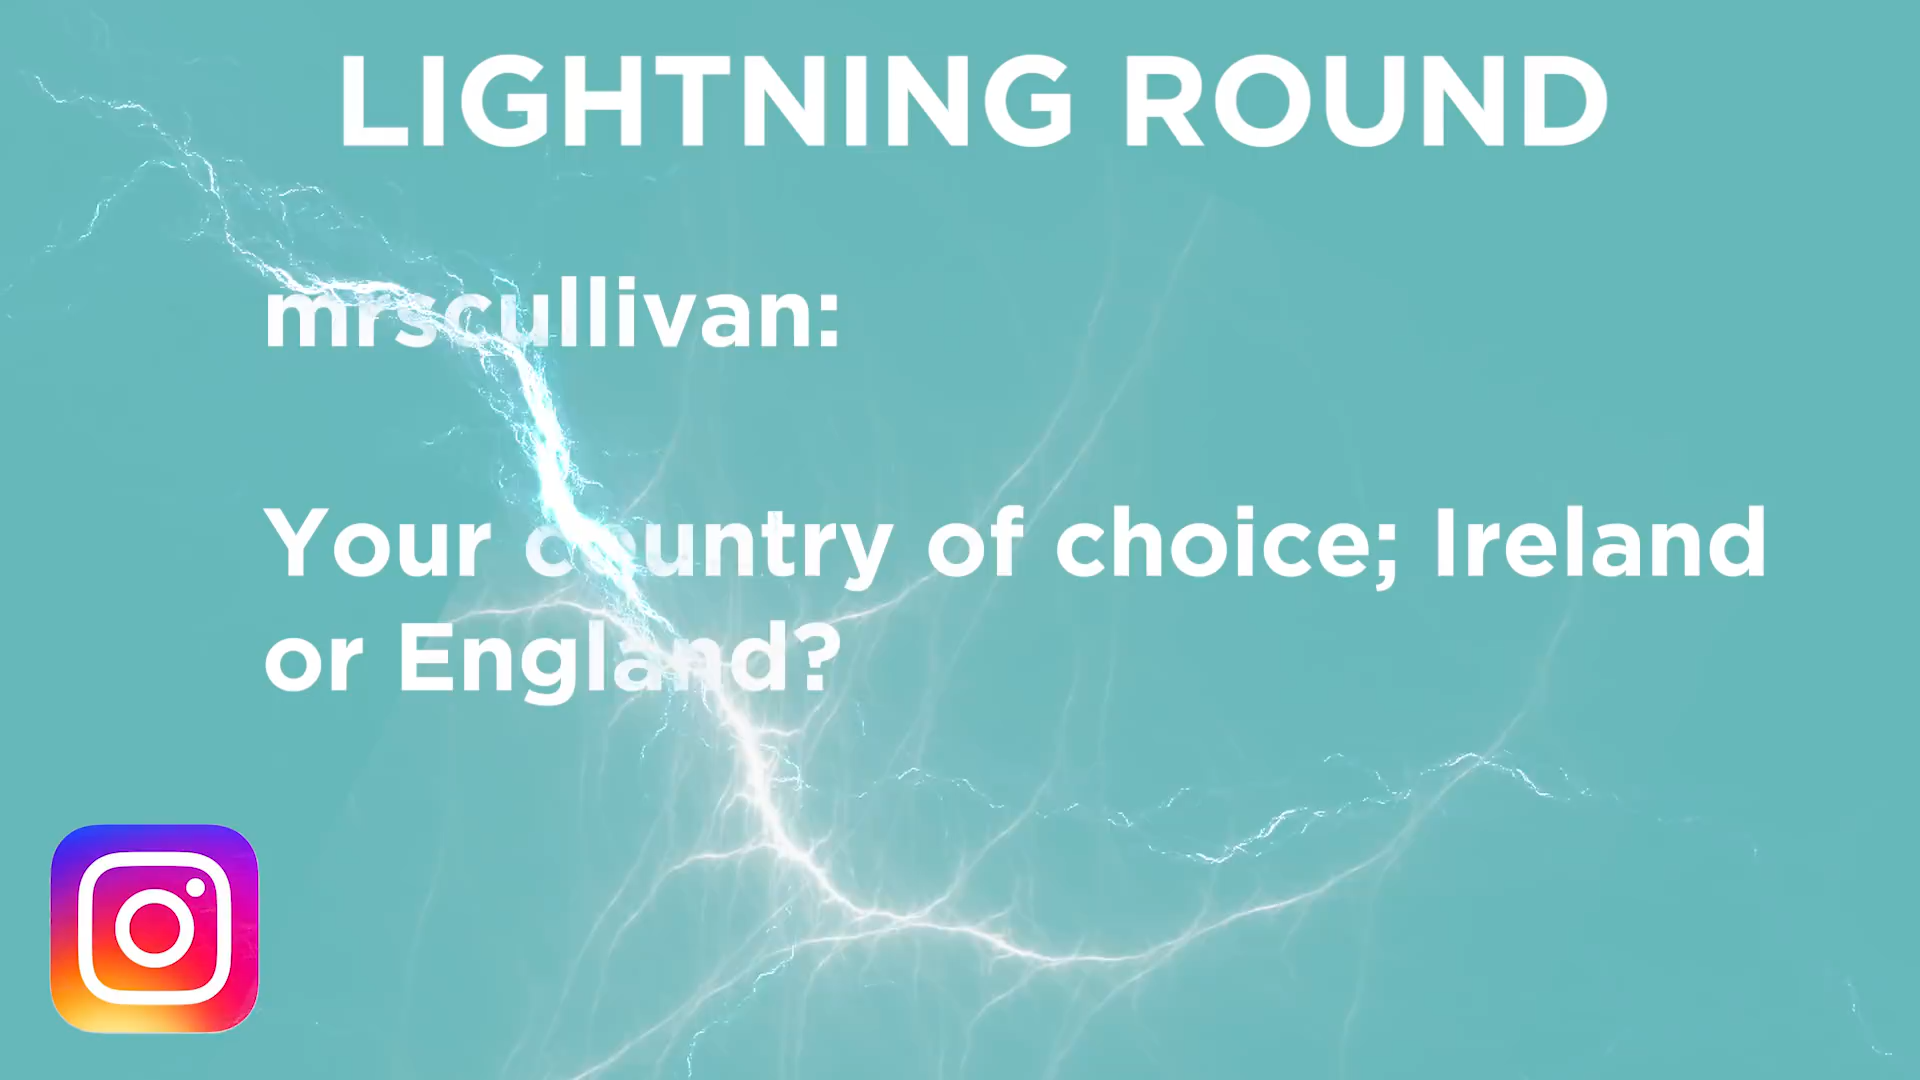 LIGHTNING ROUND
mrscullivan:
Your country of choice; Ireland
or England?